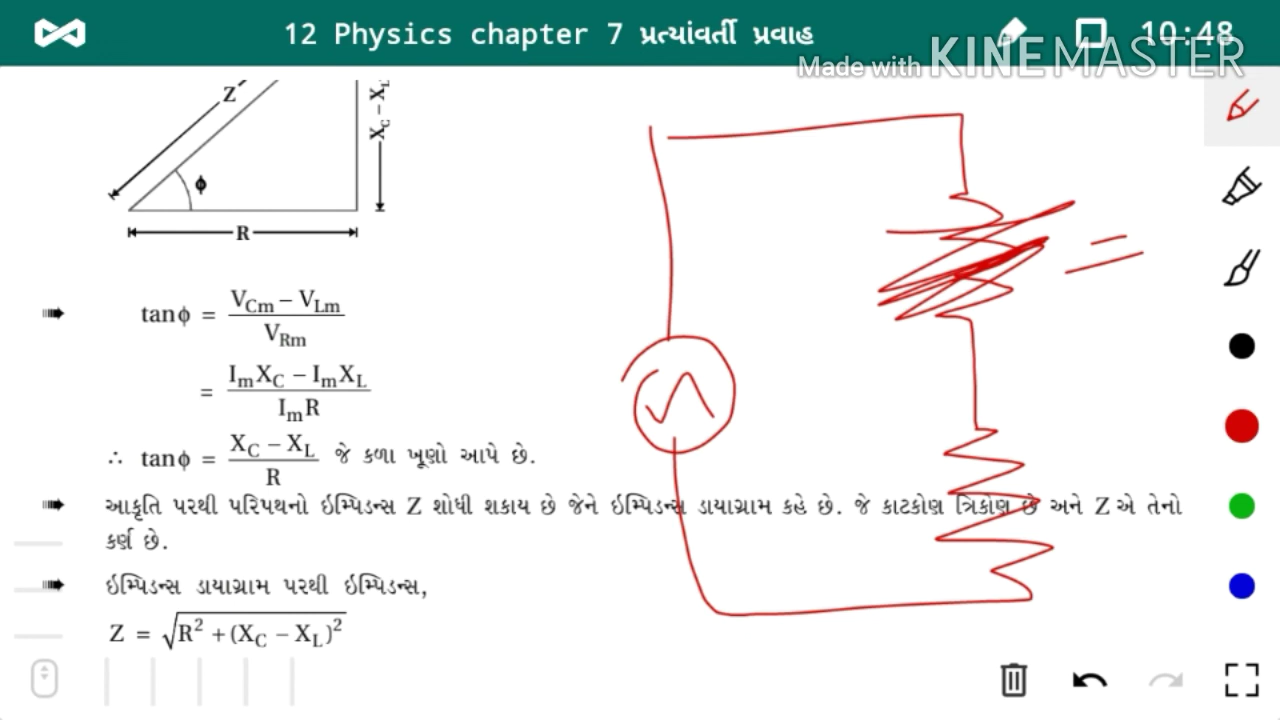 12 Physics chapter 7 પ્રત્યાંવર્તી પ્રવાહ
10:48
Made with KINEMASTER
Z
X_C − X_L
ϕ
R
tanϕ = (V_Cm − V_Lm) / V_Rm
= (I_mX_C − I_mX_L) / I_mR
∴ tanϕ = (X_C − X_L) / R જે કળા ખૂણો આપે છે.
આકૃતિ પરથી પરિપથનો ઇમ્પિડન્સ Z શોધી શકાય છે જેને ઇમ્પિડન્સ ડાયાગ્રામ કહે છે. જે કાટકોણ ત્રિકોણ છે અને Z એ તેનો
કર્ણ છે.
ઇમ્પિડન્સ ડાયાગ્રામ પરથી ઇમ્પિડન્સ,
Z = √(R² + (X_C − X_L)²)